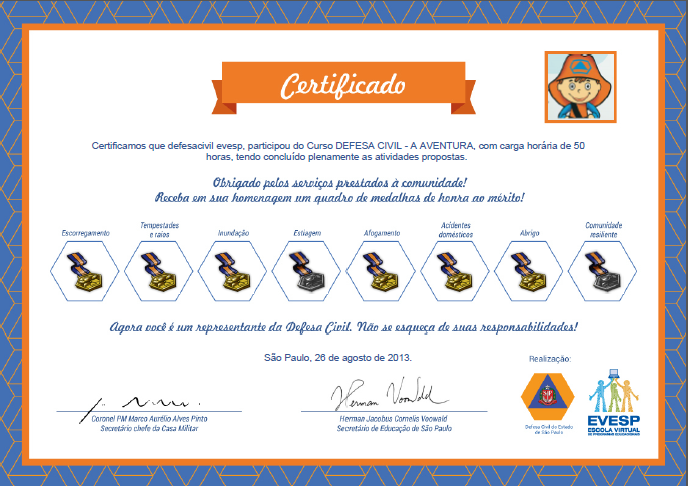 Certificado
Certificamos que defesacivil evesp, participou do Curso DEFESA CIVIL - A AVENTURA, com carga horária de 50
horas, tendo concluído plenamente as atividades propostas.
Obrigado pelos serviços prestados à comunidade!
Receba em sua homenagem um quadro de medalhas de honra ao mérito!
Escorregamento
Tempestades
e raios
Inundação
Estiagem
Afogamento
Acidentes
domésticos
Abrigo
Comunidade
resiliente
Agora você é um representante da Defesa Civil. Não se esqueça de suas responsabilidades!
São Paulo, 26 de agosto de 2013.
Realização:
Herman Voorwald
Coronel PM Marco Aurélio Alves Pinto
Secretário chefe da Casa Militar
Herman Jacobus Cornelis Voorwald
Secretário de Educação de São Paulo
Defesa Civil do Estado
de São Paulo
EVESP
ESCOLA VIRTUAL
DE PROGRAMAS EDUCACIONAIS